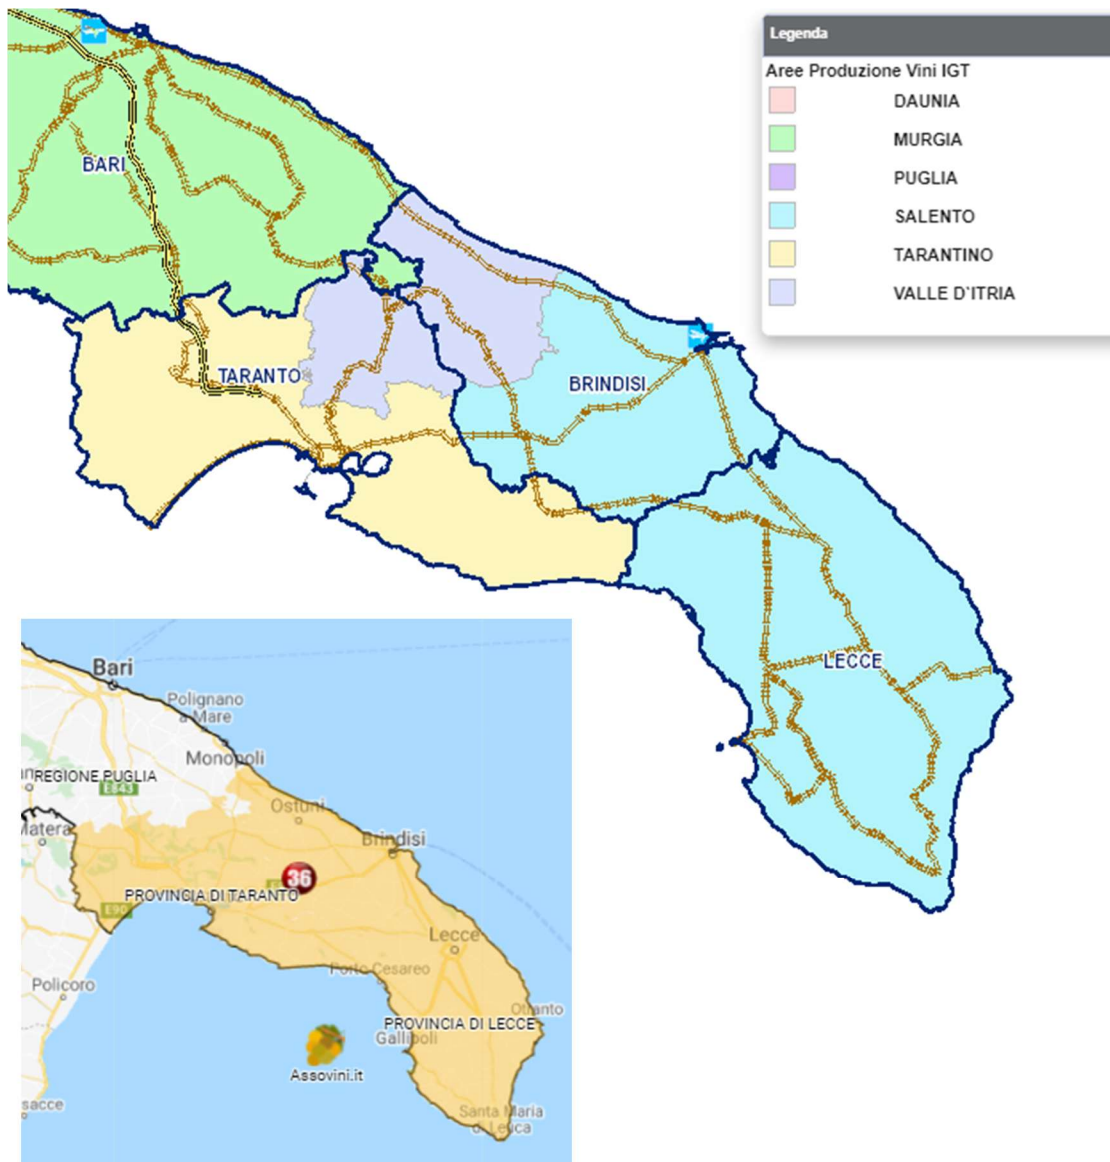 Legenda
Aree Produzione Vini IGT
DAUNIA
MURGIA
PUGLIA
SALENTO
TARANTINO
VALLE D`ITRIA
BARI
TARANTO
BRINDISI
LECCE
Bari
Polignano
a Mare
Monopoli
REGIONE PUGLIA
E843
Matera
Ostuni
Brindisi
36
PROVINCIA DI TARANTO
E90
Lecce
Porto Cesareo
Policoro
Otranto
PROVINCIA DI LECCE
Gallipoli
Assovini.it
Santa Maria
di Leuca
sacce